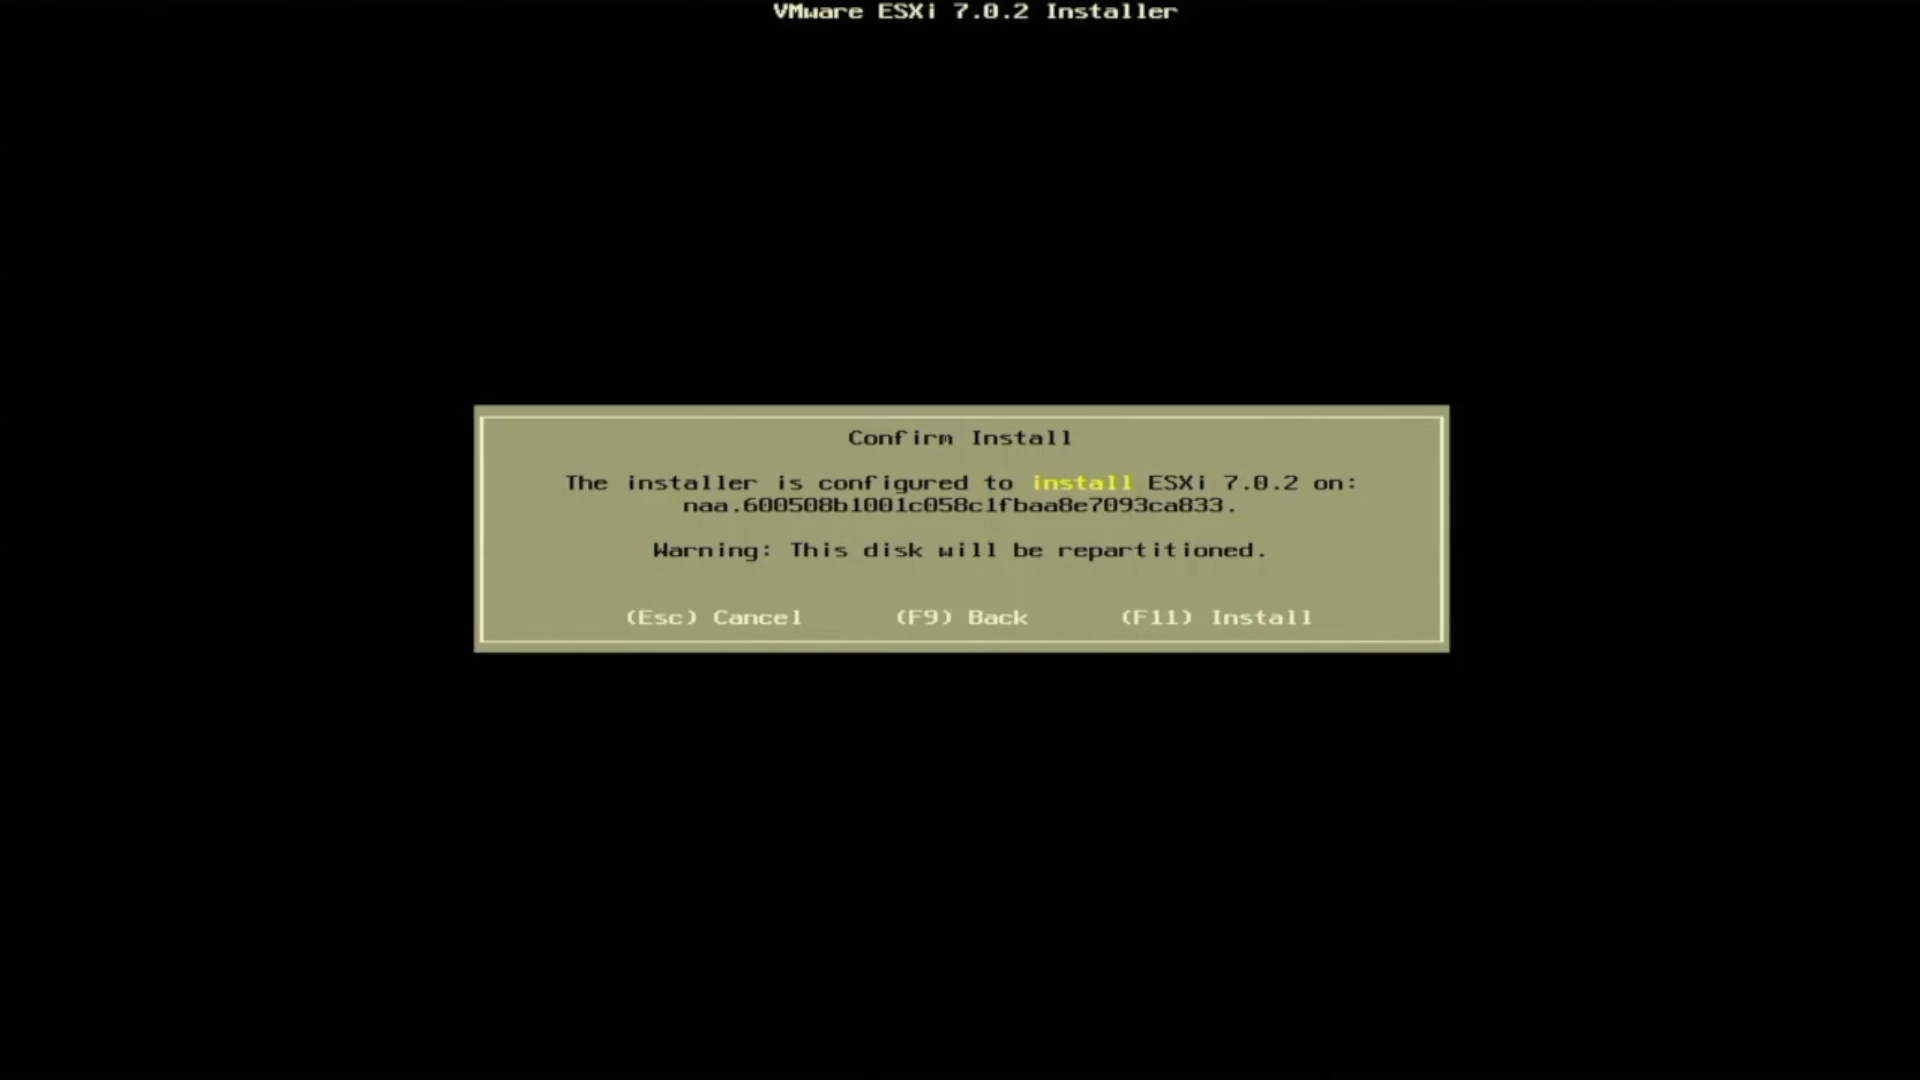 VMware ESXi 7.0.2 Installer
Confirm Install
The installer is configured to install ESXi 7.0.2 on:
naa.600508b1001c058c1fbaa8e7093ca833.
Warning: This disk will be repartitioned.
(Esc) Cancel (F9) Back (F11) Install